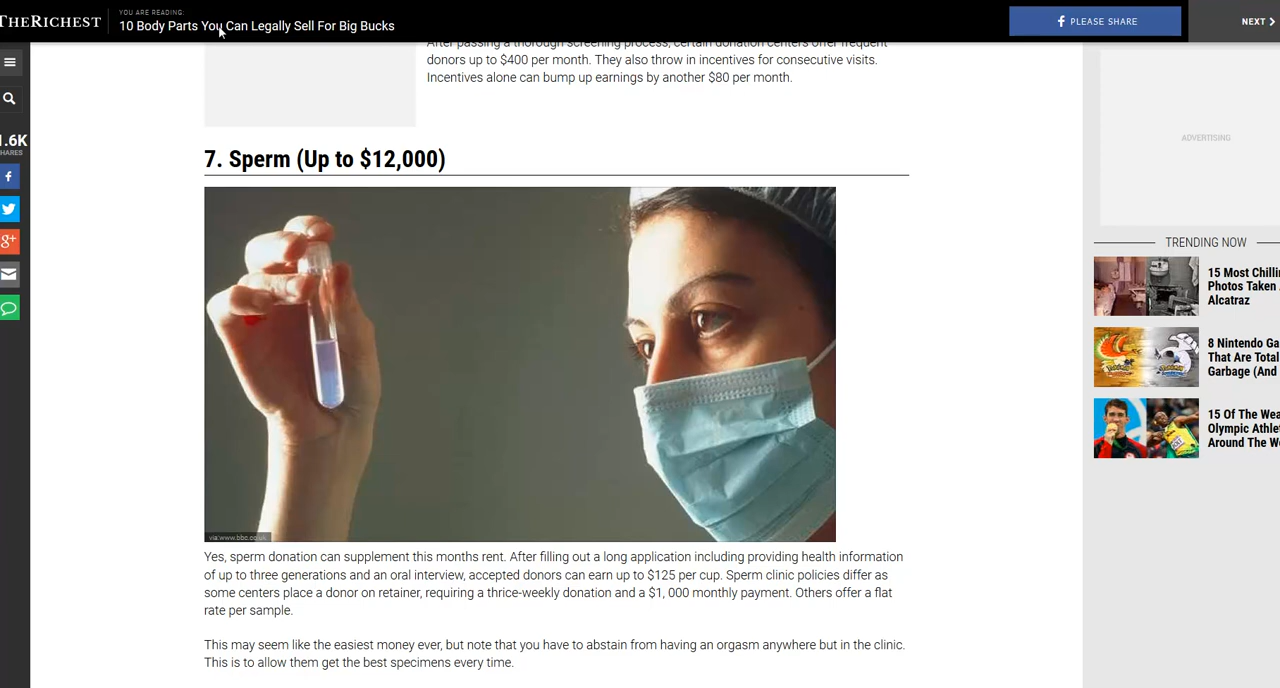 THERICHEST
YOU ARE READING:
10 Body Parts You Can Legally Sell For Big Bucks
PLEASE SHARE
NEXT
After passing a thorough screening process, certain donation centers offer frequent
donors up to $400 per month. They also throw in incentives for consecutive visits.
Incentives alone can bump up earnings by another $80 per month.
1.6K
SHARES
7. Sperm (Up to $12,000)
via:www.bbc.co.uk
Yes, sperm donation can supplement this months rent. After filling out a long application including providing health information
of up to three generations and an oral interview, accepted donors can earn up to $125 per cup. Sperm clinic policies differ as
some centers place a donor on retainer, requiring a thrice-weekly donation and a $1, 000 monthly payment. Others offer a flat
rate per sample.
This may seem like the easiest money ever, but note that you have to abstain from having an orgasm anywhere but in the clinic.
This is to allow them get the best specimens every time.
ADVERTISING
TRENDING NOW
15 Most Chilli
Photos Taken
Alcatraz
8 Nintendo Ga
That Are Total
Garbage (And
15 Of The Wea
Olympic Athle
Around The W